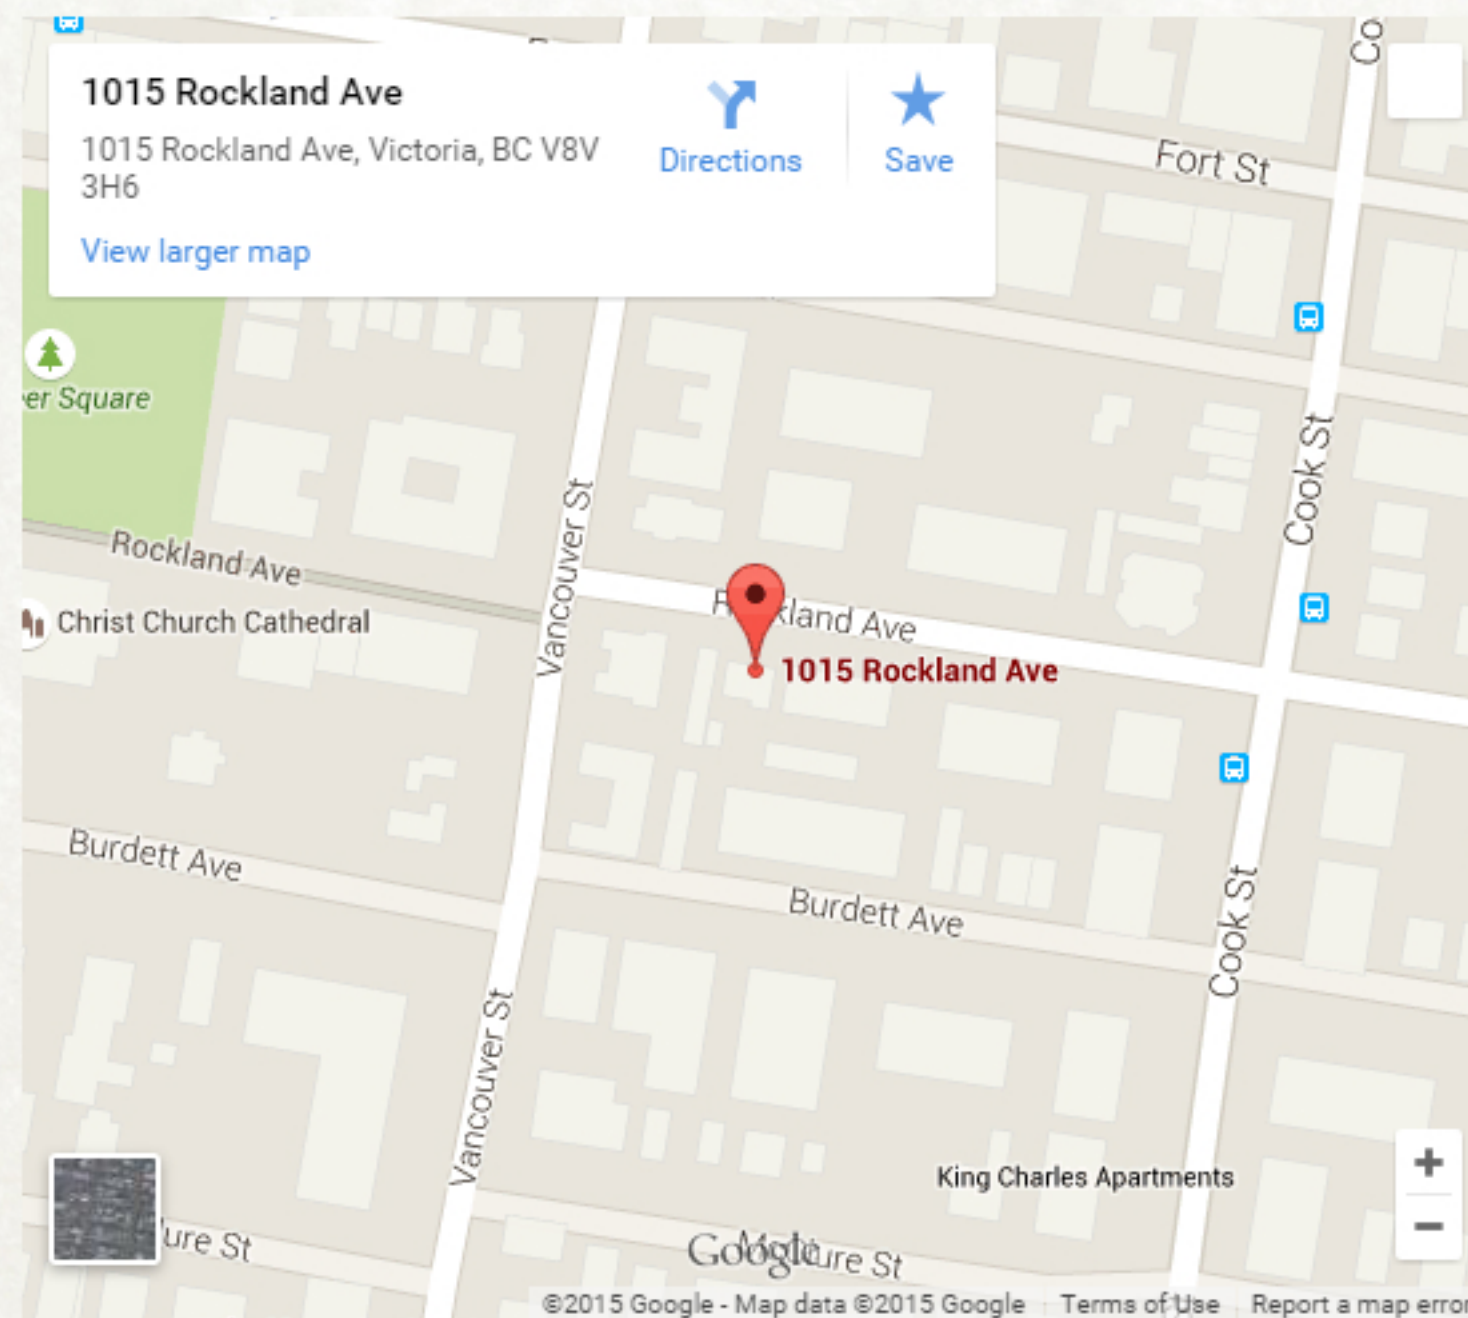 Co
1015 Rockland Ave
1015 Rockland Ave, Victoria, BC V8V
3H6
View larger map
Directions
Save
Fort St
er Square
Cook St
Vancouver St
Rockland Ave
Christ Church Cathedral
kland Ave
1015 Rockland Ave
Burdett Ave
Burdett Ave
Cook St
Vancouver St
King Charles Apartments
ure St
Google
ure St
©2015 Google - Map data ©2015 Google
Terms of Use
Report a map error